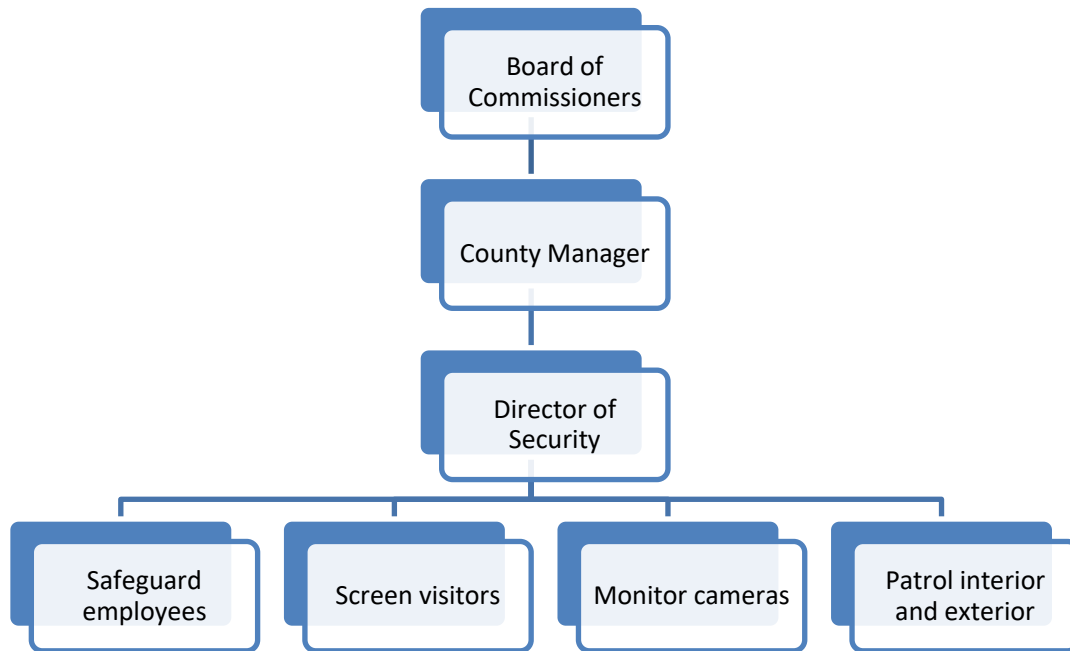 Board of
Commissioners
County Manager
Director of
Security
Safeguard
employees
Screen visitors
Monitor cameras
Patrol interior
and exterior